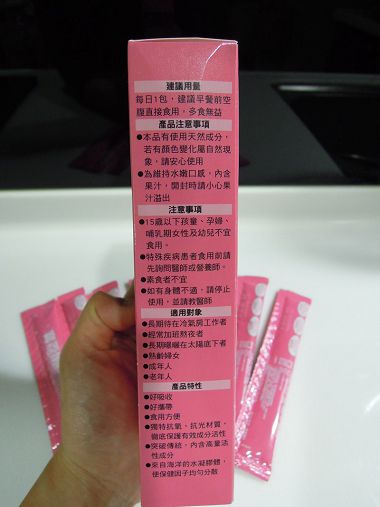 建議用量
每日1包，建議早餐前空
腹直接食用，多食無益
產品注意事項
●本品有使用天然成分，
若有顏色變化屬自然現
象，請安心使用
●為維持水嫩口感，內含
果汁，開封時請小心果
汁溢出
注意事項
●15歲以下孩童、孕婦、
哺乳期女性及幼兒不宜
食用。
●特殊疾病患者食用前請
先詢問醫師或營養師。
●素食者不宜
●如有身體不適，請停止
使用，並請教醫師
適用對象
●長期待在冷氣房工作者
●經常加班熬夜者
●長期曝曬在太陽底下者
●熟齡婦女
●成年人
●老年人
產品特性
●好吸收
●好攜帶
●食用方便
●獨特抗氧、抗光材質，
徹底保護有效成分活性
●突破傳統，內含高量活
性成分
●來自海洋的水凝膠體，
使保健因子均勻分散